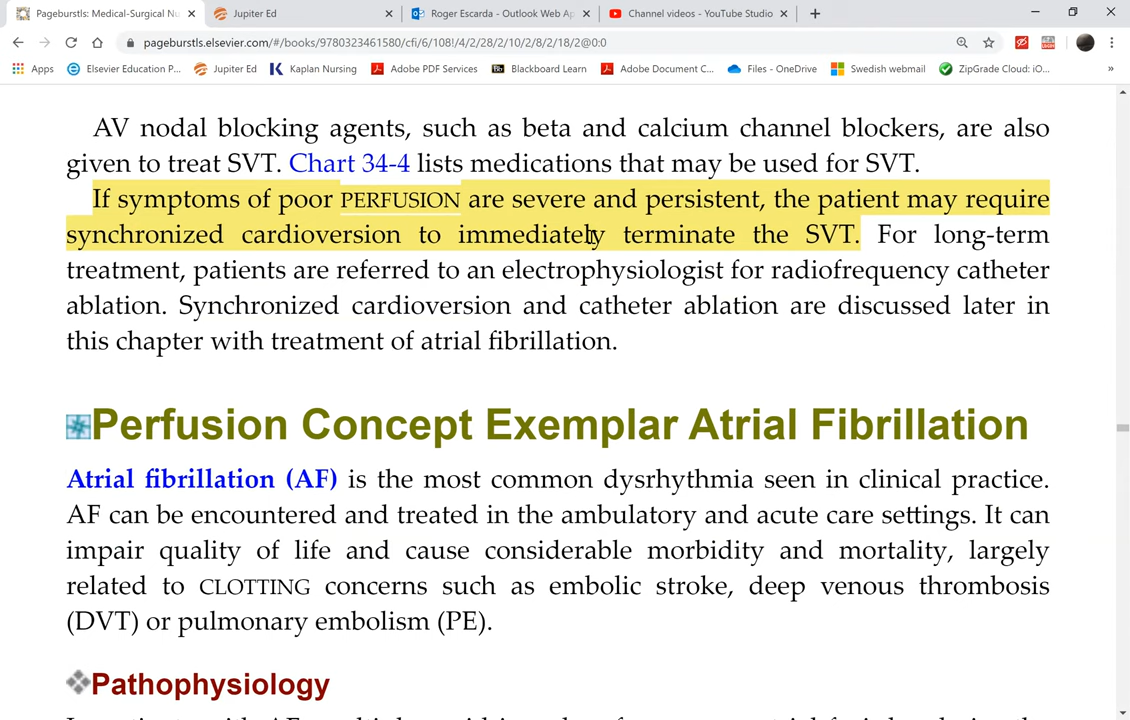 Pageburstls: Medical-Surgical Nu
Jupiter Ed
Roger Escarda - Outlook Web Ap
Channel videos - YouTube Studio
pageburstls.elsevier.com/#/books/9780323461580/cfi/6/108!/4/2/28/2/10/2/8/2/18/2@0:0
Apps
Elsevier Education P...
Jupiter Ed
Kaplan Nursing
Adobe PDF Services
Blackboard Learn
Adobe Document C...
Files - OneDrive
Swedish webmail
ZipGrade Cloud: iO...
AV nodal blocking agents, such as beta and calcium channel blockers, are also
given to treat SVT. Chart 34-4 lists medications that may be used for SVT.
If symptoms of poor PERFUSION are severe and persistent, the patient may require
synchronized cardioversion to immediately terminate the SVT. For long-term
treatment, patients are referred to an electrophysiologist for radiofrequency catheter
ablation. Synchronized cardioversion and catheter ablation are discussed later in
this chapter with treatment of atrial fibrillation.
Perfusion Concept Exemplar Atrial Fibrillation
Atrial fibrillation (AF) is the most common dysrhythmia seen in clinical practice.
AF can be encountered and treated in the ambulatory and acute care settings. It can
impair quality of life and cause considerable morbidity and mortality, largely
related to CLOTTING concerns such as embolic stroke, deep venous thrombosis
(DVT) or pulmonary embolism (PE).
Pathophysiology